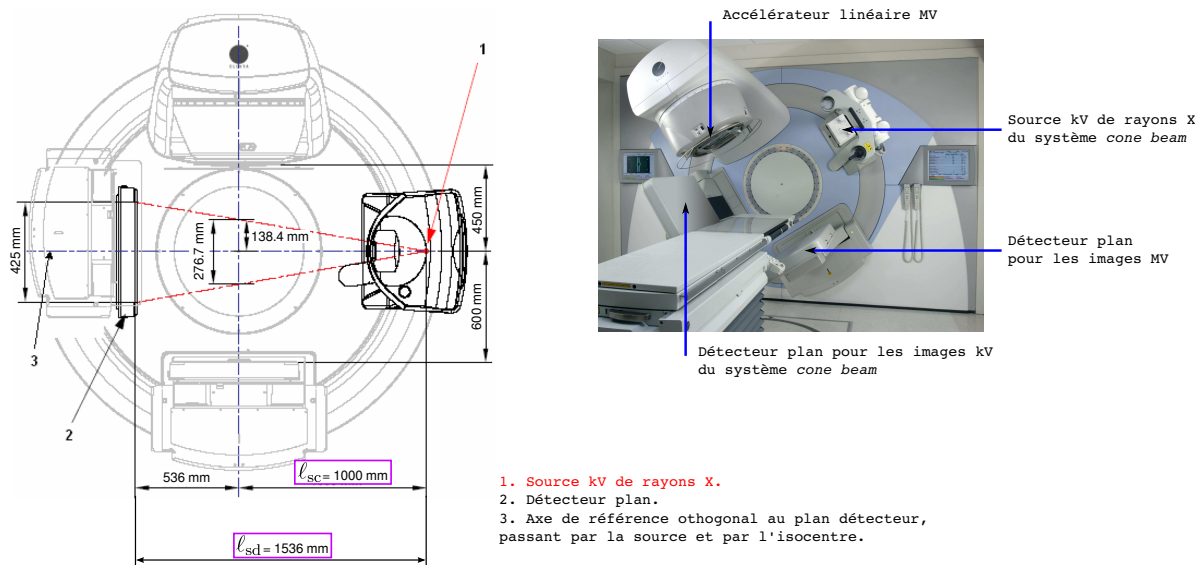 Accélérateur linéaire MV
1
ELEKTA
Source kV de rayons X
du système cone beam
450 mm
138.4 mm
276.7 mm
425 mm
600 mm
Détecteur plan
pour les images MV
3
2
Détecteur plan pour les images kV
du système cone beam
536 mm
ℓsc = 1000 mm
1. Source kV de rayons X.
2. Détecteur plan.
3. Axe de référence othogonal au plan détecteur,
passant par la source et par l'isocentre.
ℓsd = 1536 mm